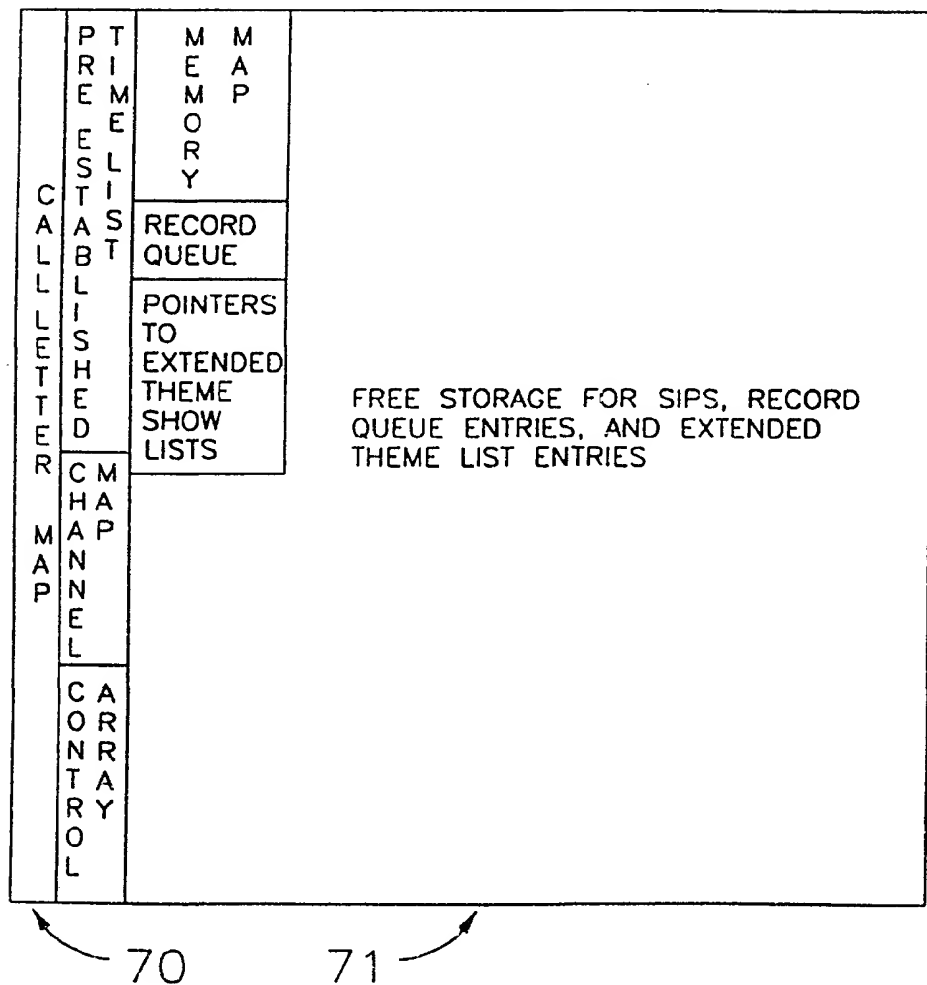 CALL LETTER MAP
PRE ESTABLISHED
TIME LIST
CHANNEL
MAP
CONTROL
ARRAY
MEMORY
MAP
RECORD
QUEUE
POINTERS
TO
EXTENDED
THEME
SHOW
LISTS
FREE STORAGE FOR SIPS, RECORD
QUEUE ENTRIES, AND EXTENDED
THEME LIST ENTRIES
70
71